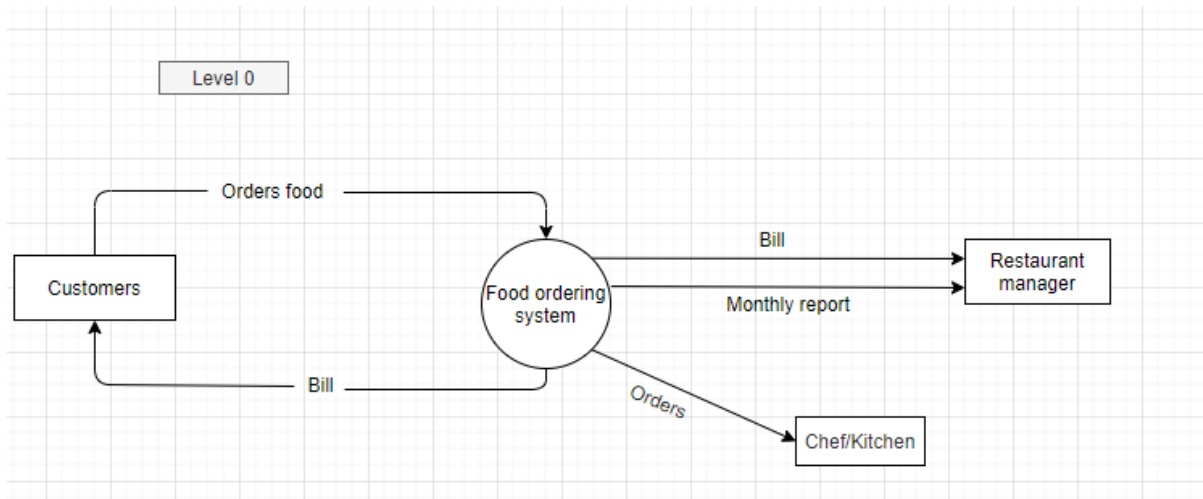 Level 0
Orders food
Customers
Bill
Food ordering
system
Bill
Monthly report
Restaurant
manager
Orders
Chef/Kitchen